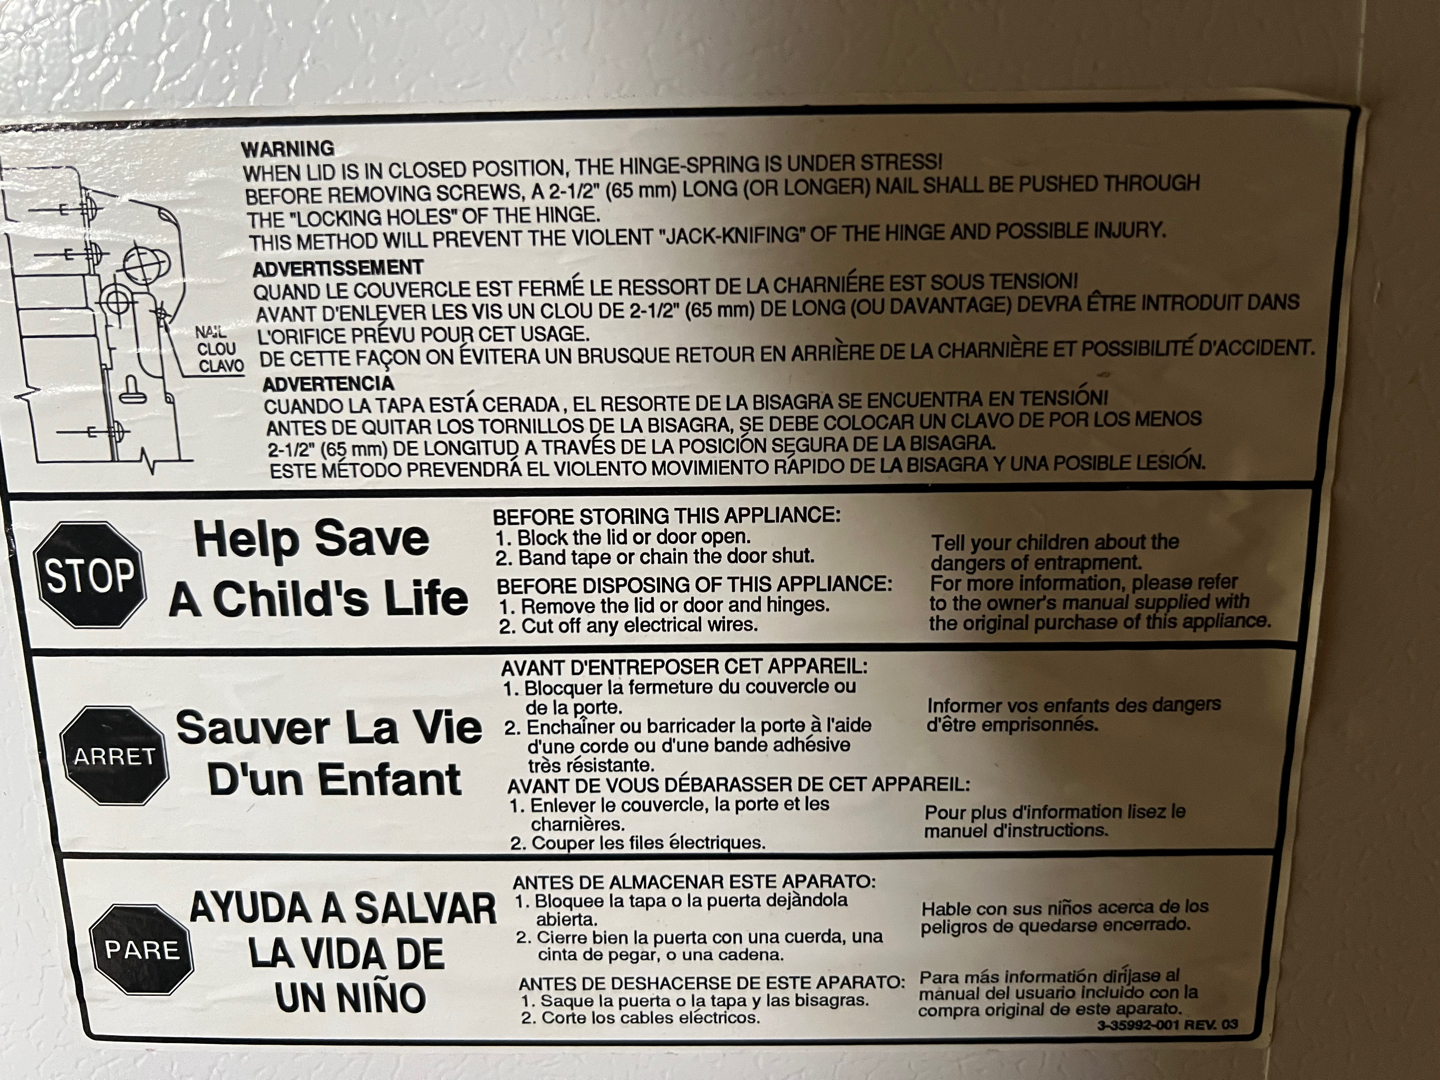 WARNING
WHEN LID IS IN CLOSED POSITION, THE HINGE-SPRING IS UNDER STRESS!
BEFORE REMOVING SCREWS, A 2-1/2" (65 mm) LONG (OR LONGER) NAIL SHALL BE PUSHED THROUGH
THE "LOCKING HOLES" OF THE HINGE.
THIS METHOD WILL PREVENT THE VIOLENT "JACK-KNIFING" OF THE HINGE AND POSSIBLE INJURY.
ADVERTISSEMENT
QUAND LE COUVERCLE EST FERMÉ LE RESSORT DE LA CHARNIÉRE EST SOUS TENSION!
AVANT D'ENLEVER LES VIS UN CLOU DE 2-1/2" (65 mm) DE LONG (OU DAVANTAGE) DEVRA ÊTRE INTRODUIT DANS
L'ORIFICE PRÉVU POUR CET USAGE.
DE CETTE FAÇON ON ÉVITERA UN BRUSQUE RETOUR EN ARRIÈRE DE LA CHARNIÈRE ET POSSIBILITÉ D'ACCIDENT.
ADVERTENCIA
CUANDO LA TAPA ESTÁ CERADA, EL RESORTE DE LA BISAGRA SE ENCUENTRA EN TENSIÓN!
ANTES DE QUITAR LOS TORNILLOS DE LA BISAGRA, SE DEBE COLOCAR UN CLAVO DE POR LOS MENOS
2-1/2" (65 mm) DE LONGITUD A TRAVÉS DE LA POSICIÓN SEGURA DE LA BISAGRA.
ESTE MÉTODO PREVENDRÁ EL VIOLENTO MOVIMIENTO RÁPIDO DE LA BISAGRA Y UNA POSIBLE LESIÓN.
NAIL
CLOU
CLAVO
STOP
Help Save
A Child's Life
BEFORE STORING THIS APPLIANCE:
1. Block the lid or door open.
2. Band tape or chain the door shut.
BEFORE DISPOSING OF THIS APPLIANCE:
1. Remove the lid or door and hinges.
2. Cut off any electrical wires.
Tell your children about the
dangers of entrapment.
For more information, please refer
to the owner's manual supplied with
the original purchase of this appliance.
ARRET
Sauver La Vie
D'un Enfant
AVANT D'ENTREPOSER CET APPAREIL:
1. Blocquer la fermeture du couvercle ou
de la porte.
2. Enchaîner ou barricader la porte à l'aide
d'une corde ou d'une bande adhésive
très résistante.
AVANT DE VOUS DÉBARASSER DE CET APPAREIL:
1. Enlever le couvercle, la porte et les
charnières.
2. Couper les files électriques.
Informer vos enfants des dangers
d'être emprisonnés.
Pour plus d'information lisez le
manuel d'instructions.
PARE
AYUDA A SALVAR
LA VIDA DE
UN NIÑO
ANTES DE ALMACENAR ESTE APARATO:
1. Bloquee la tapa o la puerta dejàndola
abierta.
2. Cierre bien la puerta con una cuerda, una
cinta de pegar, o una cadena.
ANTES DE DESHACERSE DE ESTE APARATO:
1. Saque la puerta o la tapa y las bisagras.
2. Corte los cables eléctricos.
Hable con sus niños acerca de los
peligros de quedarse encerrado.
Para más informatión diríjase al
manual del usuario incluido con la
compra original de este aparato.
3-35992-001 REV. 03